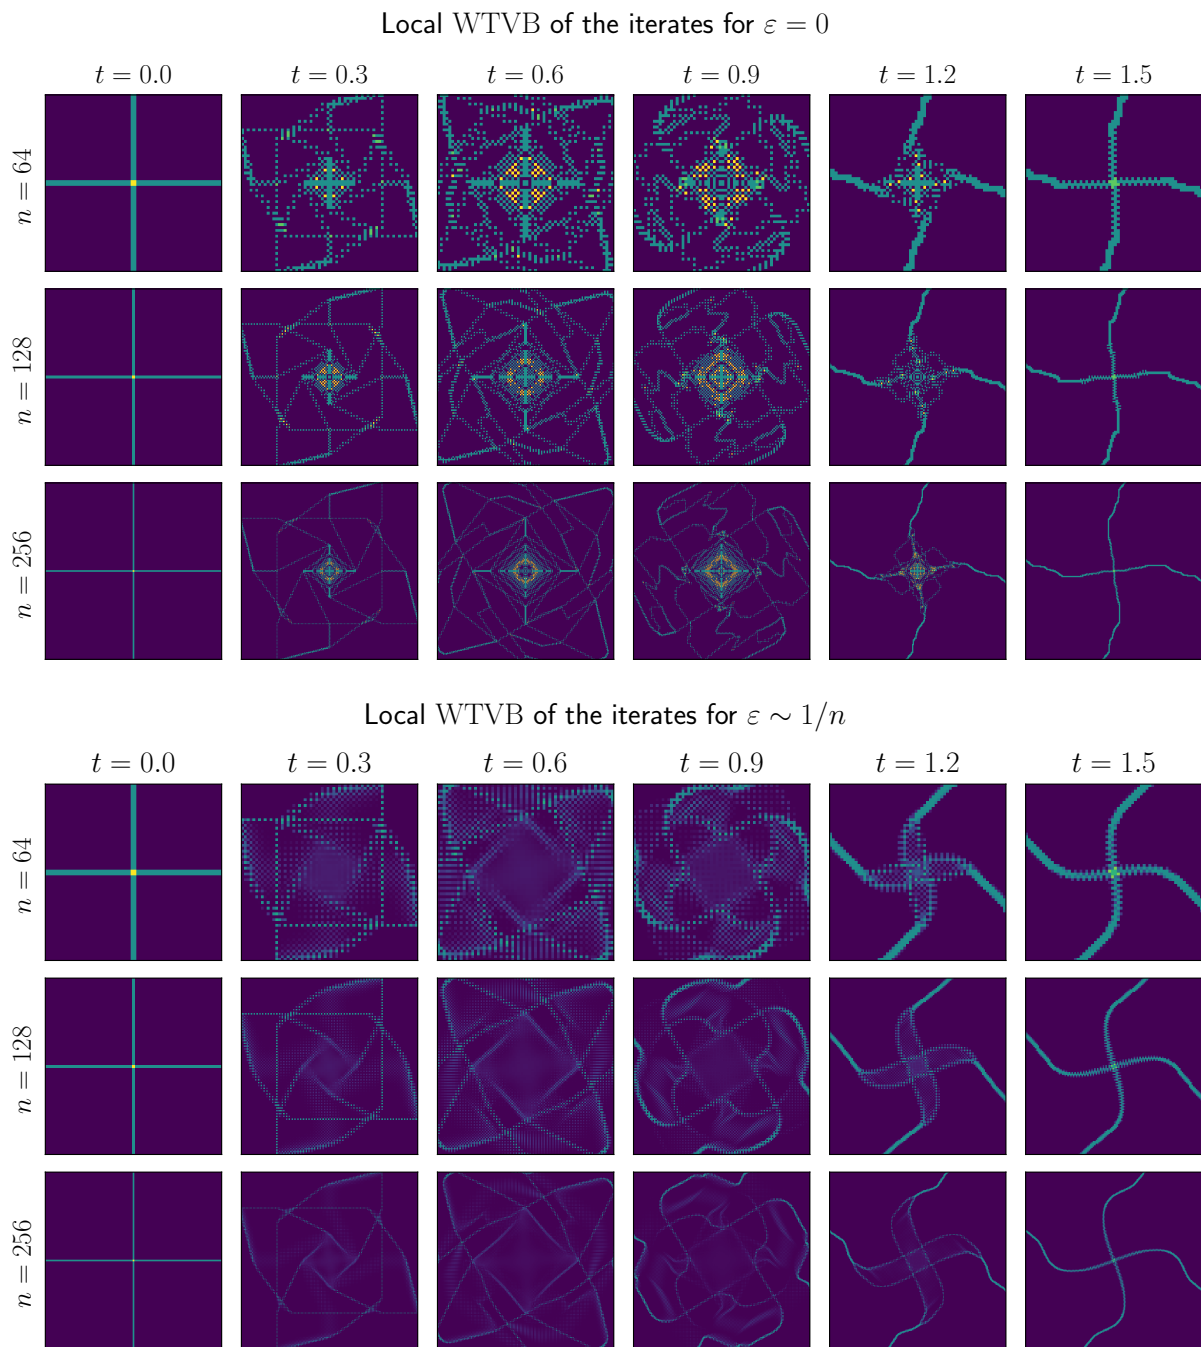 Local WTVB of the iterates for ε = 0
t = 0.0 t = 0.3 t = 0.6 t = 0.9 t = 1.2 t = 1.5
n = 64
n = 128
n = 256
Local WTVB of the iterates for ε ∼ 1/n
t = 0.0 t = 0.3 t = 0.6 t = 0.9 t = 1.2 t = 1.5
n = 64
n = 128
n = 256